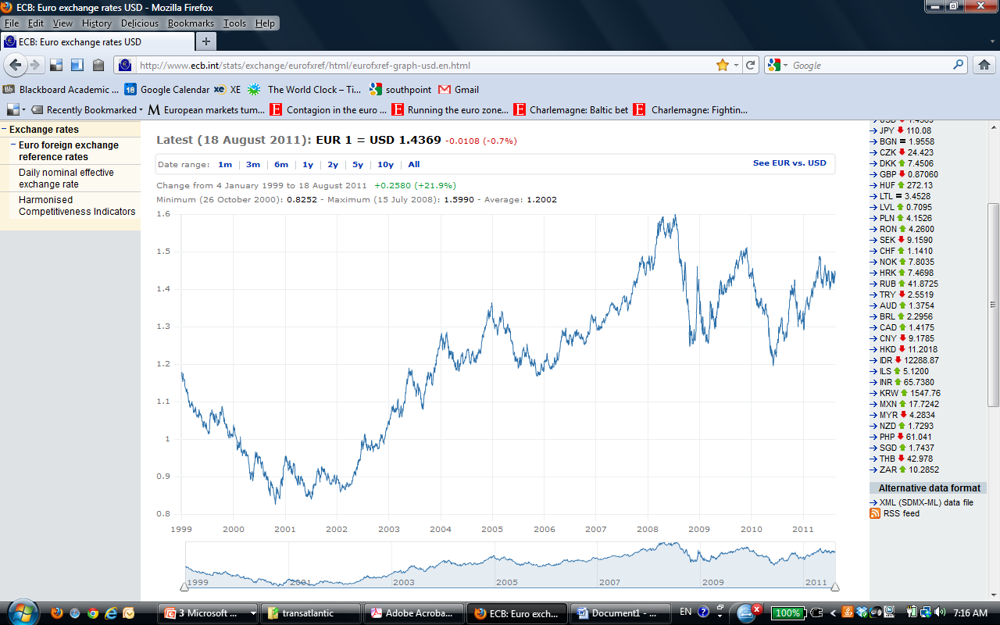 ECB: Euro exchange rates USD - Mozilla Firefox
File Edit View History Delicious Bookmarks Tools Help
ECB: Euro exchange rates USD
http://www.ecb.int/stats/exchange/eurofxref/html/eurofxref-graph-usd.en.html
Google
Blackboard Academic ... Google Calendar XE The World Clock – Ti... southpoint Gmail
Recently Bookmarked European markets tum... Contagion in the euro ... Running the euro zone... Charlemagne: Baltic bet Charlemagne: Fightin...
Exchange rates
Euro foreign exchange
reference rates
Daily nominal effective
exchange rate
Harmonised
Competitiveness Indicators
Latest (18 August 2011): EUR 1 = USD 1.4369 -0.0108 (-0.7%)
Date range: 1m 3m 6m 1y 2y 5y 10y All
See EUR vs. USD
Change from 4 January 1999 to 18 August 2011 +0.2580 (+21.9%)
Minimum (26 October 2000): 0.8252 - Maximum (15 July 2008): 1.5990 - Average: 1.2002
1.6
1.5
1.4
1.3
1.2
1.1
1
0.9
0.8
1999 2000 2001 2002 2003 2004 2005 2006 2007 2008 2009 2010 2011
1999 2001 2003 2005 2007 2009 2011
USD 1.4369
JPY 110.08
BGN 1.9558
CZK 24.423
DKK 7.4506
GBP 0.87060
HUF 272.13
LTL 3.4528
LVL 0.7095
PLN 4.1526
RON 4.2600
SEK 9.1590
CHF 1.1410
NOK 7.8035
HRK 7.4698
RUB 41.8725
TRY 2.5519
AUD 1.3754
BRL 2.2956
CAD 1.4175
CNY 9.1785
HKD 11.2018
IDR 12288.87
ILS 5.1200
INR 65.7380
KRW 1547.76
MXN 17.7242
MYR 4.2834
NZD 1.7293
PHP 61.041
SGD 1.7437
THB 42.978
ZAR 10.2852
Alternative data format
XML (SDMX-ML) data file
RSS feed
3 Microsoft ... transatlantic Adobe Acroba... ECB: Euro exch... Document1 - ... EN 100% 7:16 AM